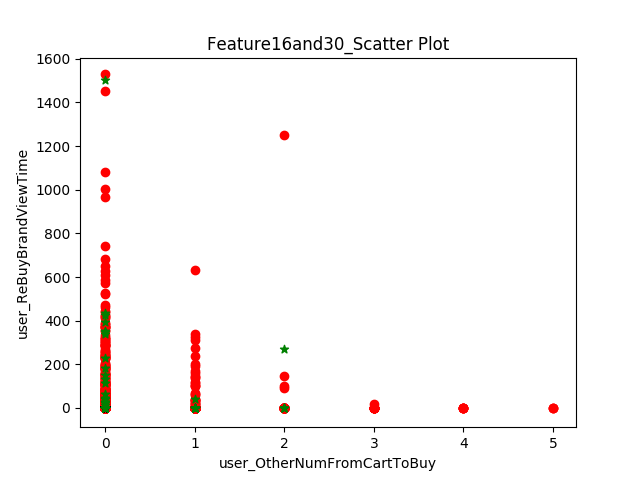 Feature16and30_Scatter Plot
1600
1400
1200
1000
800
600
400
200
0
user_ReBuyBrandViewTime
0 1 2 3 4 5
user_OtherNumFromCartToBuy